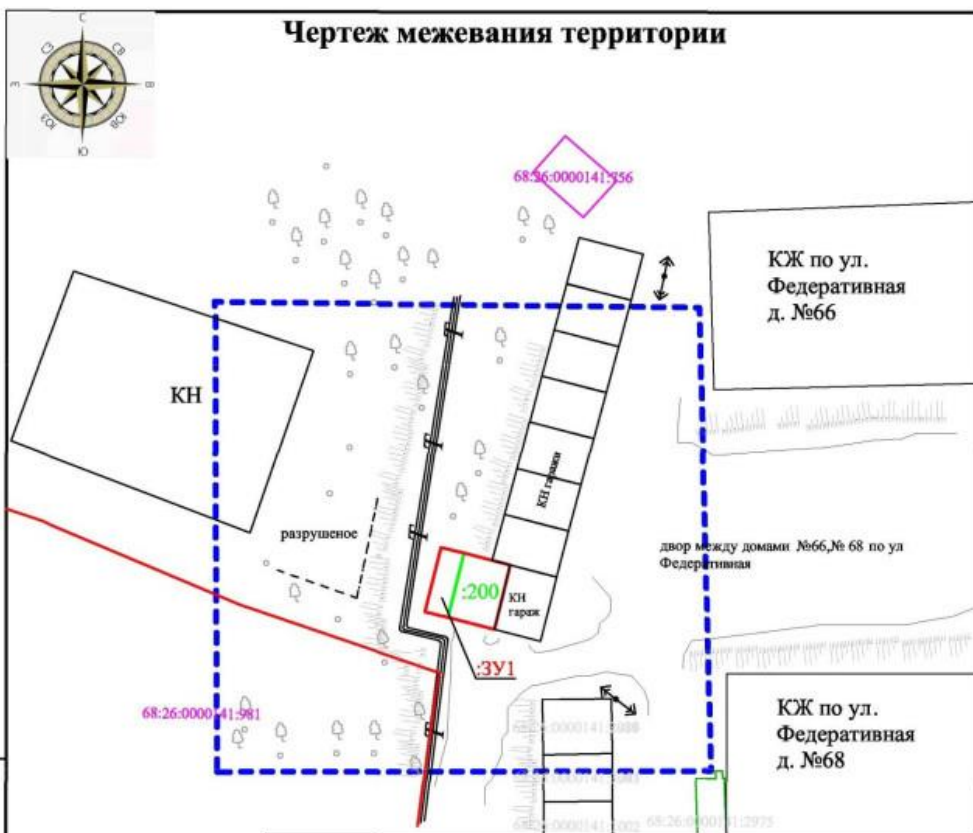 Чертеж межевания территории
С
СЗ
СВ
З
В
ЮЗ
ЮВ
Ю
68:26:0000141:756
КЖ по ул.
Федеративная
д. №66
КН
КН гаражи
разрушеное
двор между домами №66,№ 68 по ул
Федеративная
:200
КН
гараж
:ЗУ1
68:26:0000141:981
КЖ по ул.
Федеративная
д. №68
68:26:0000141:2975